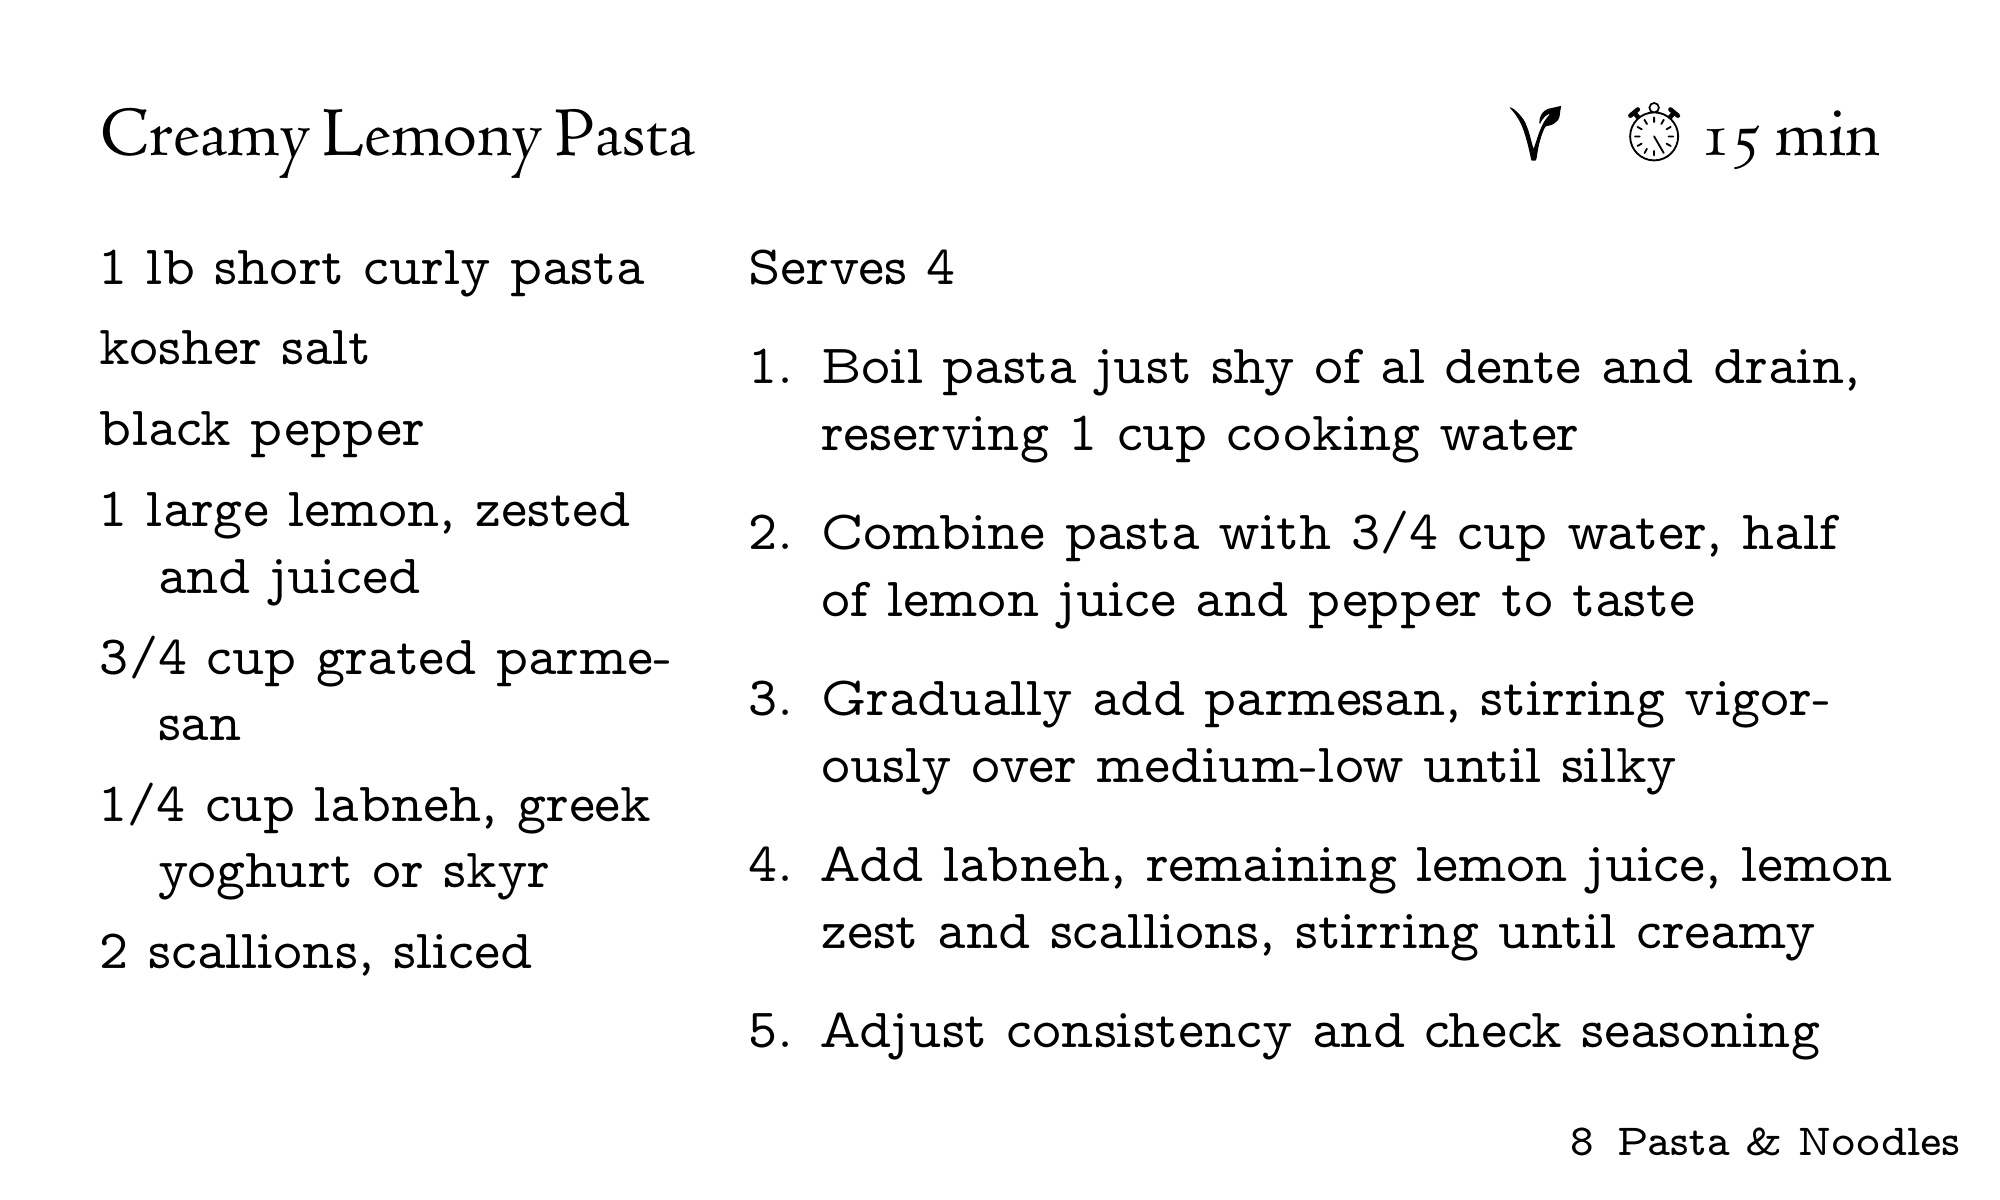 Creamy Lemony Pasta
15 min
1 lb short curly pasta
kosher salt
black pepper
1 large lemon, zested
and juiced
3/4 cup grated parme-
san
1/4 cup labneh, greek
yoghurt or skyr
2 scallions, sliced
Serves 4
1. Boil pasta just shy of al dente and drain,
reserving 1 cup cooking water
2. Combine pasta with 3/4 cup water, half
of lemon juice and pepper to taste
3. Gradually add parmesan, stirring vigor-
ously over medium-low until silky
4. Add labneh, remaining lemon juice, lemon
zest and scallions, stirring until creamy
5. Adjust consistency and check seasoning
8 Pasta & Noodles